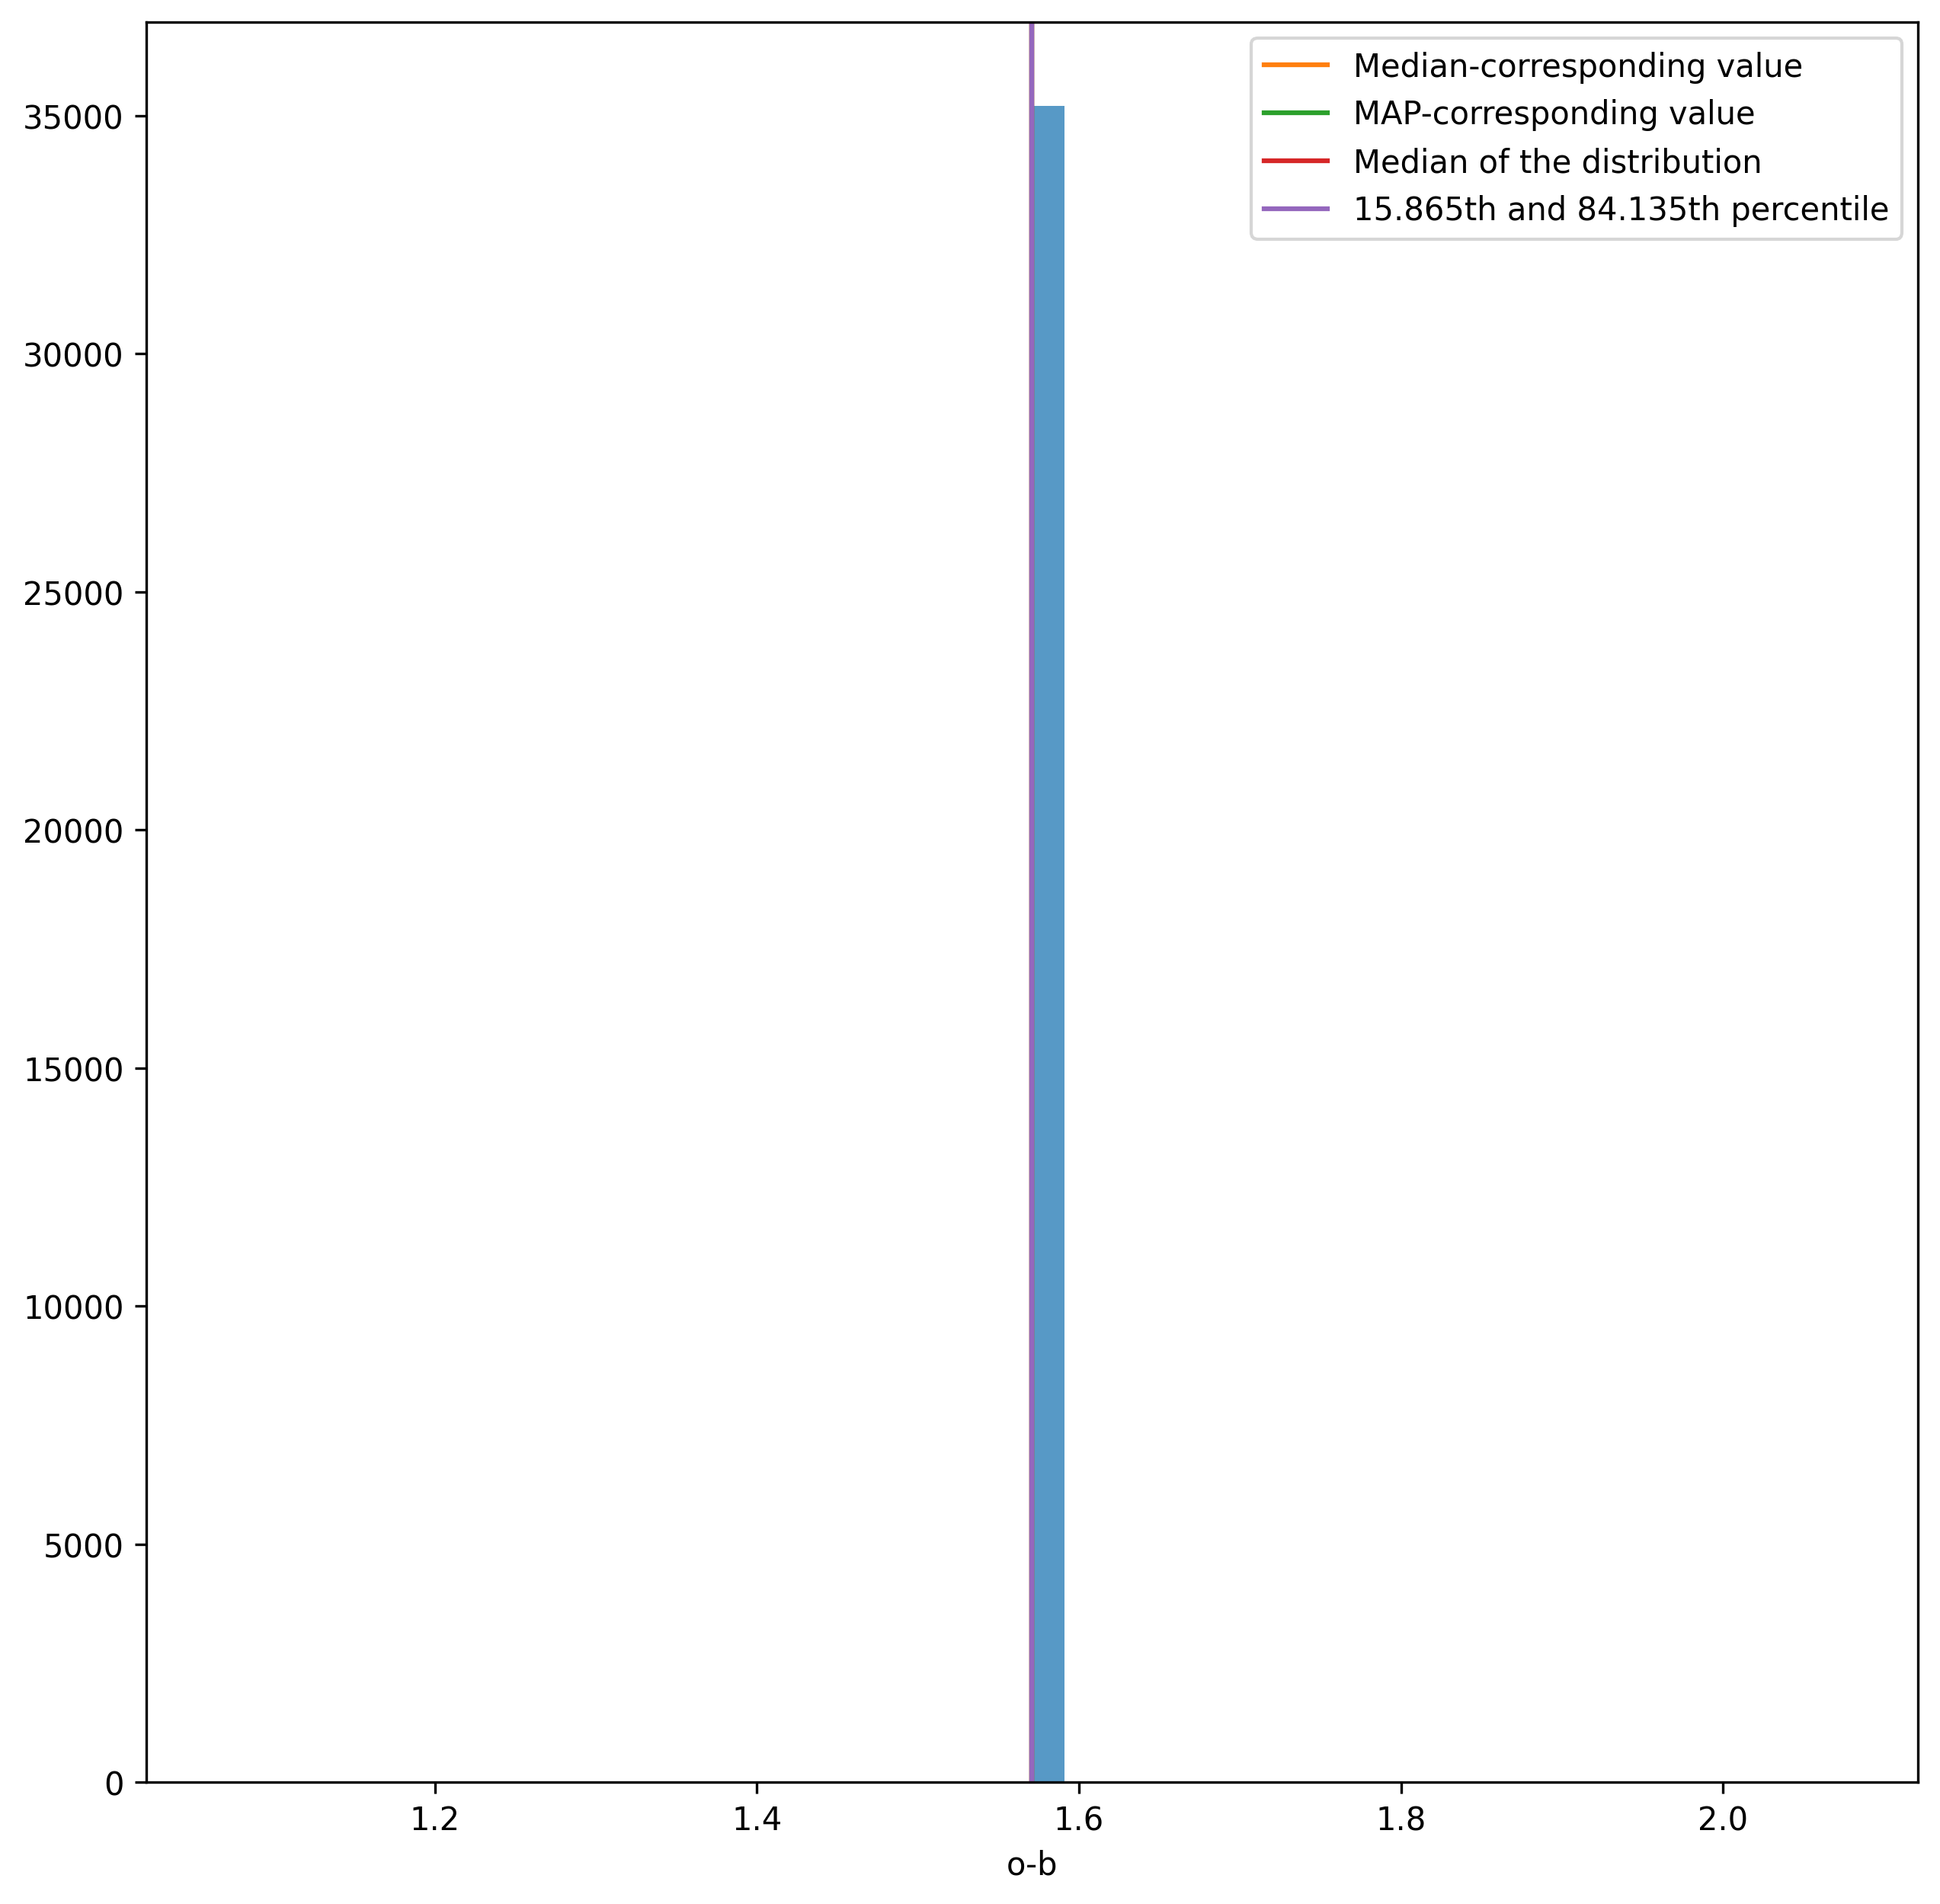 Median-corresponding value
MAP-corresponding value
Median of the distribution
15.865th and 84.135th percentile
35000
30000
25000
20000
15000
10000
5000
0
1.2 1.4 1.6 1.8 2.0
o-b